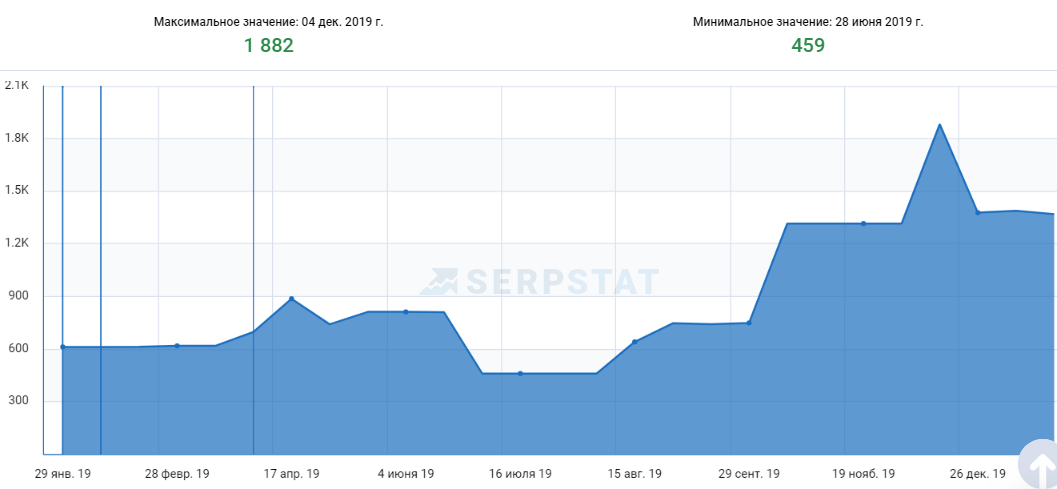 Максимальное значение: 04 дек. 2019 г.
1 882
Минимальное значение: 28 июня 2019 г.
459
2.1K
1.8K
1.5K
1.2K
900
600
300
SERPSTAT
29 янв. 19
28 февр. 19
17 апр. 19
4 июня 19
16 июля 19
15 авг. 19
29 сент. 19
19 нояб. 19
26 дек. 19